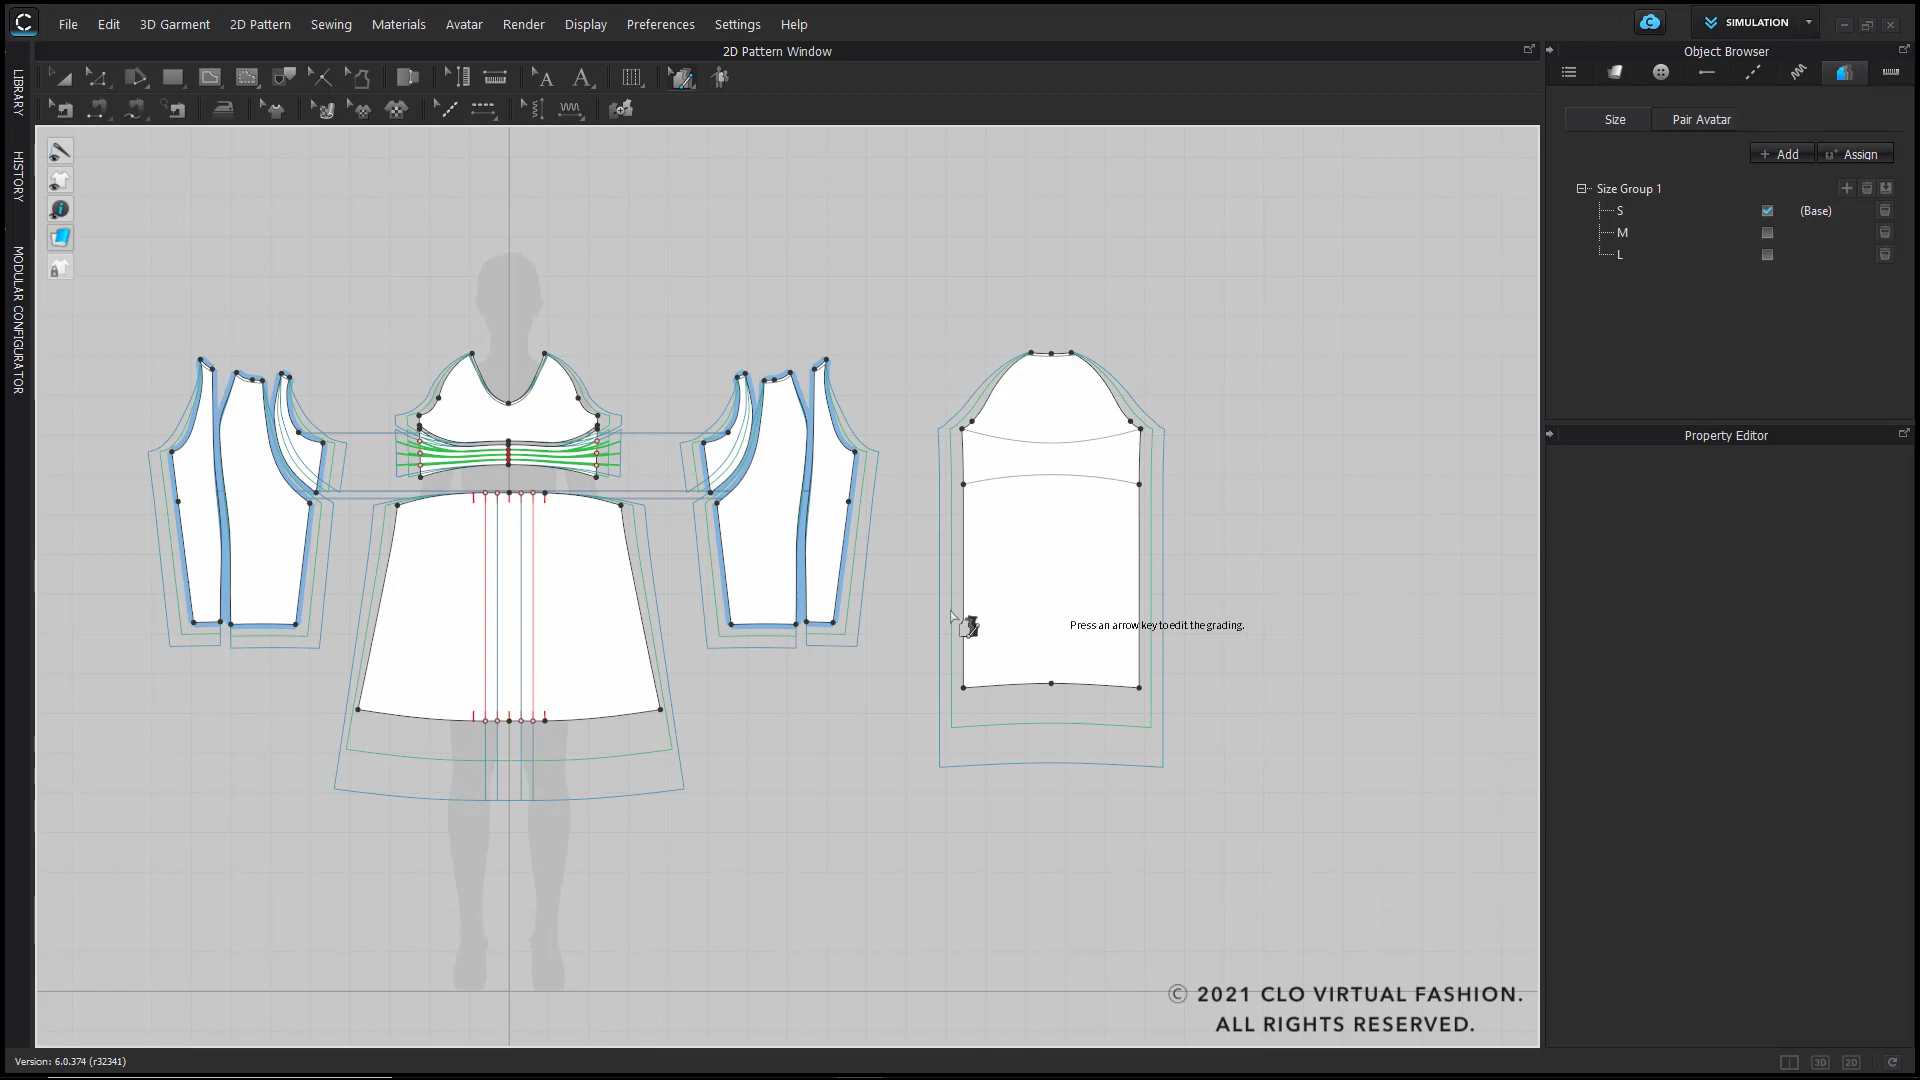 File Edit 3D Garment 2D Pattern Sewing Materials Avatar Render Display Preferences Settings Help
SIMULATION
2D Pattern Window
Object Browser
LIBRARY
HISTORY
MODULAR CONFIGURATOR
Size Pair Avatar
+ Add Assign
Size Group 1
S (Base)
M
L
Property Editor
Press an arrow key to edit the grading.
© 2021 CLO VIRTUAL FASHION.
ALL RIGHTS RESERVED.
Version: 6.0.374 (r32341)
3D 2D